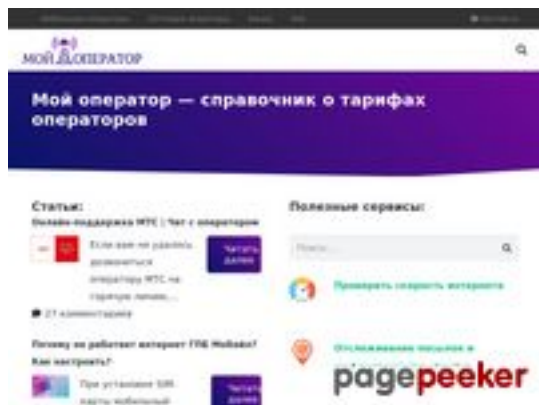 МОЙ ОПЕРАТОР
Мой оператор — справочник о тарифах
операторов
Статьи:
Онлайн-поддержка МТС | Чат с оператором
Если вам не удалось
дозвониться
оператору МТС на
горячую линию...
Читать
далее
27 комментариев
Почему не работает интернет ГПБ Мобайл?
Как настроить?
При установке SIM
карты мобильный
Читать
далее
Полезные сервисы:
Поиск...
Проверить скорость интернета
Отслеживание посылок и
pagepeeker